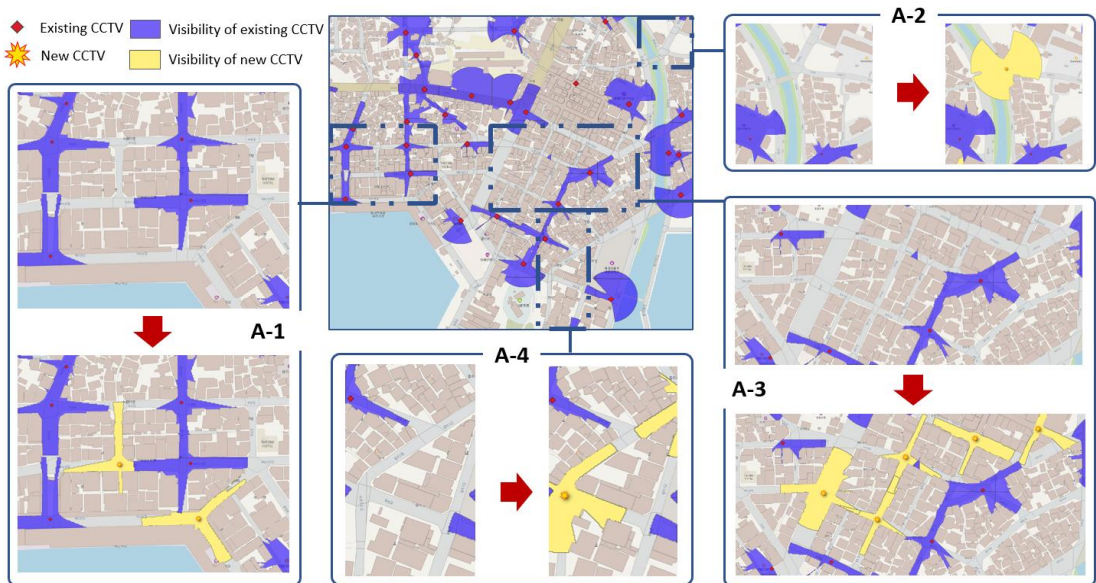 Existing CCTV
Visibility of existing CCTV
New CCTV
Visibility of new CCTV
A-2
A-1
A-4
A-3